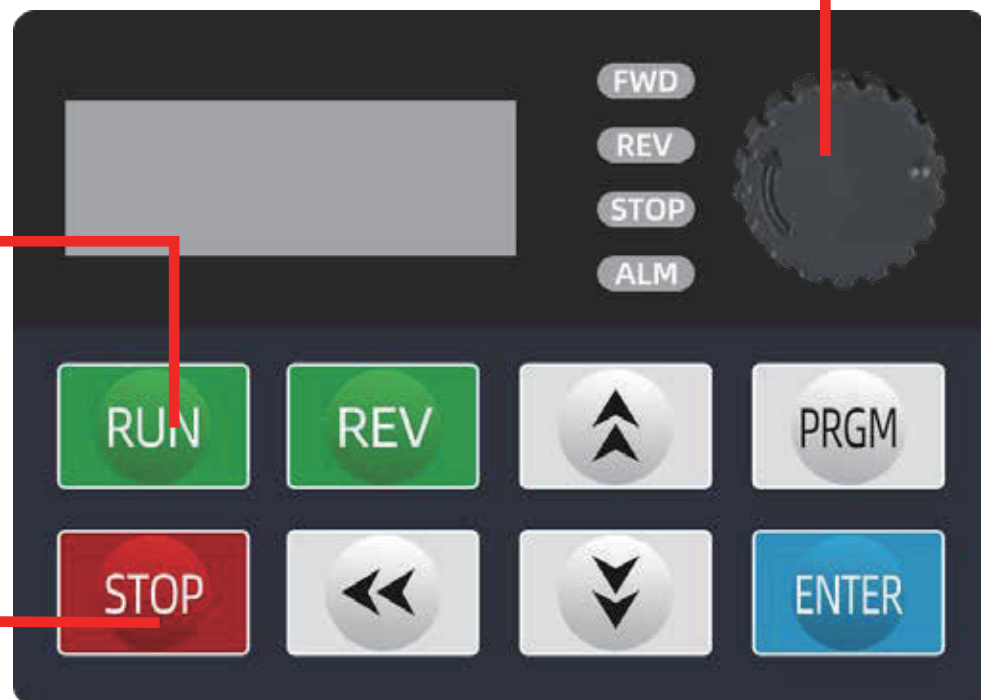 FWD
REV
STOP
ALM
RUN REV PRGM
STOP ENTER